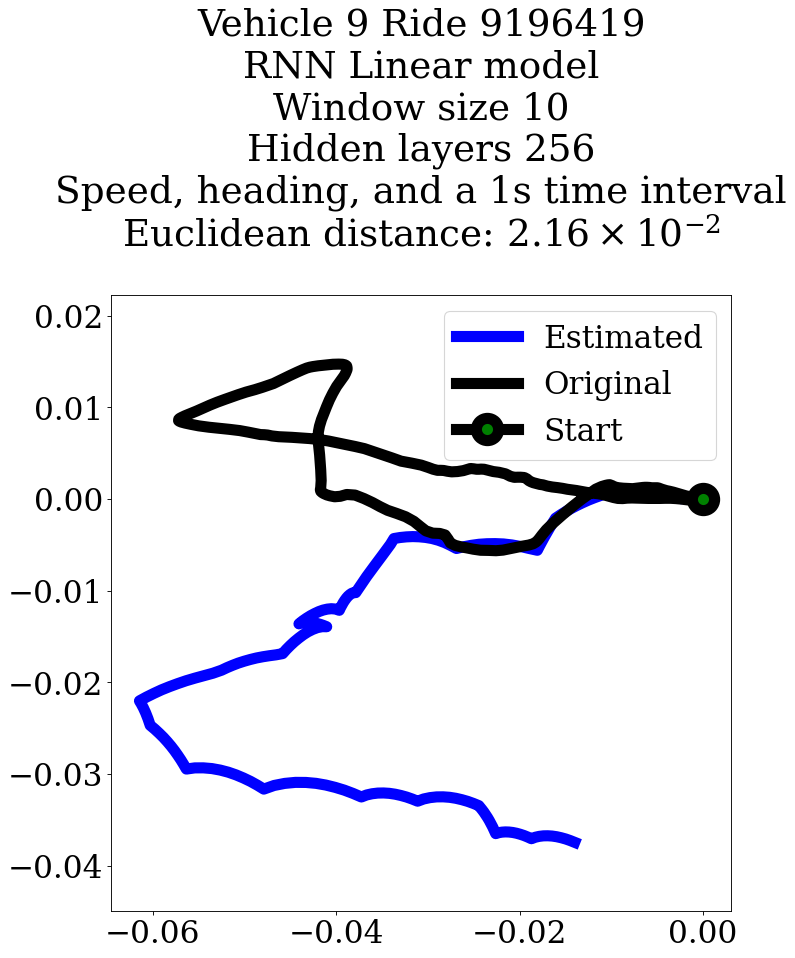 Vehicle 9 Ride 9196419
RNN Linear model
Window size 10
Hidden layers 256
Speed, heading, and a 1s time interval
Euclidean distance: 2.16 × 10⁻²
Estimated
Original
Start
0.02
0.01
0.00
−0.01
−0.02
−0.03
−0.04
−0.06 −0.04 −0.02 0.00